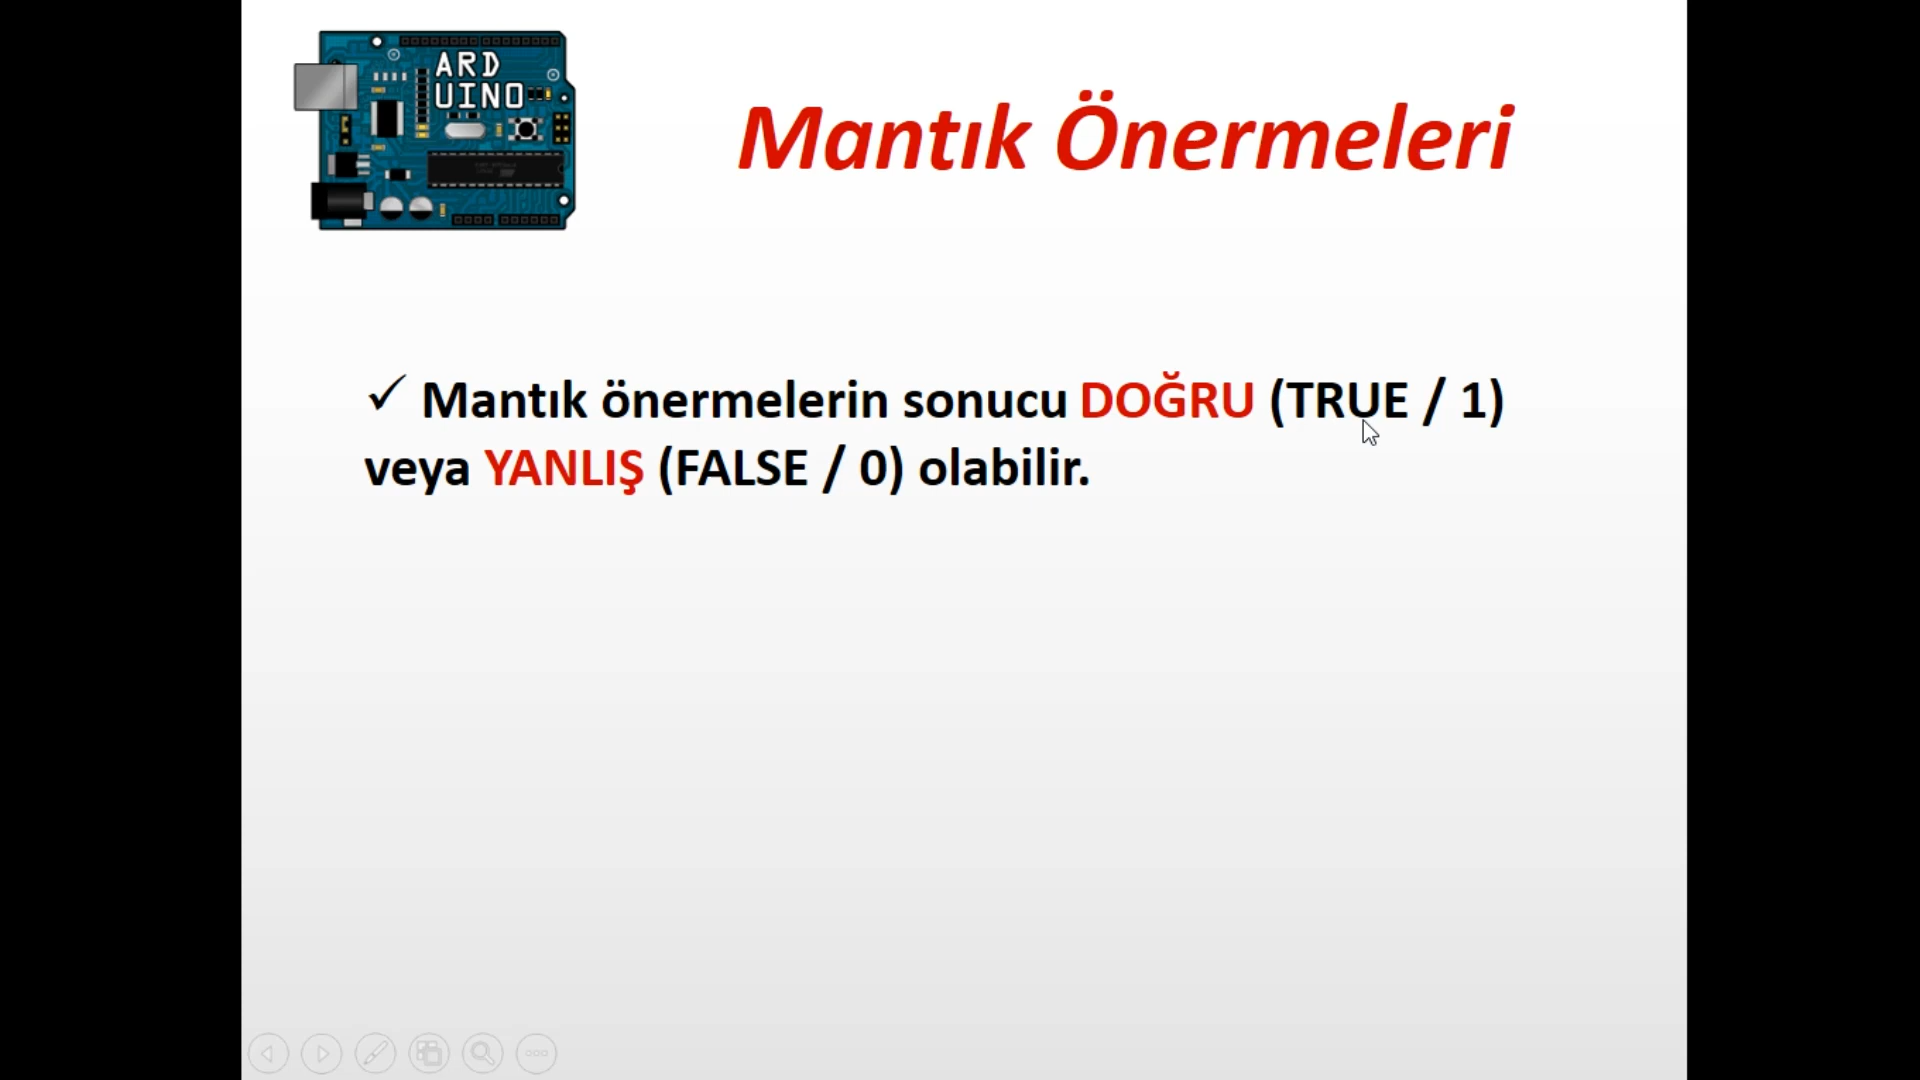 ARD
UINO
Mantık Önermeleri
✓ Mantık önermelerin sonucu DOĞRU (TRUE / 1)
veya YANLIŞ (FALSE / 0) olabilir.